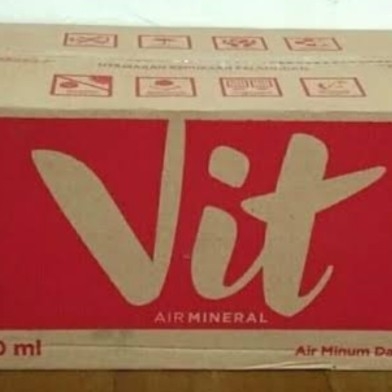 Vit
AIR MINERAL
0 ml
Air Minum Da